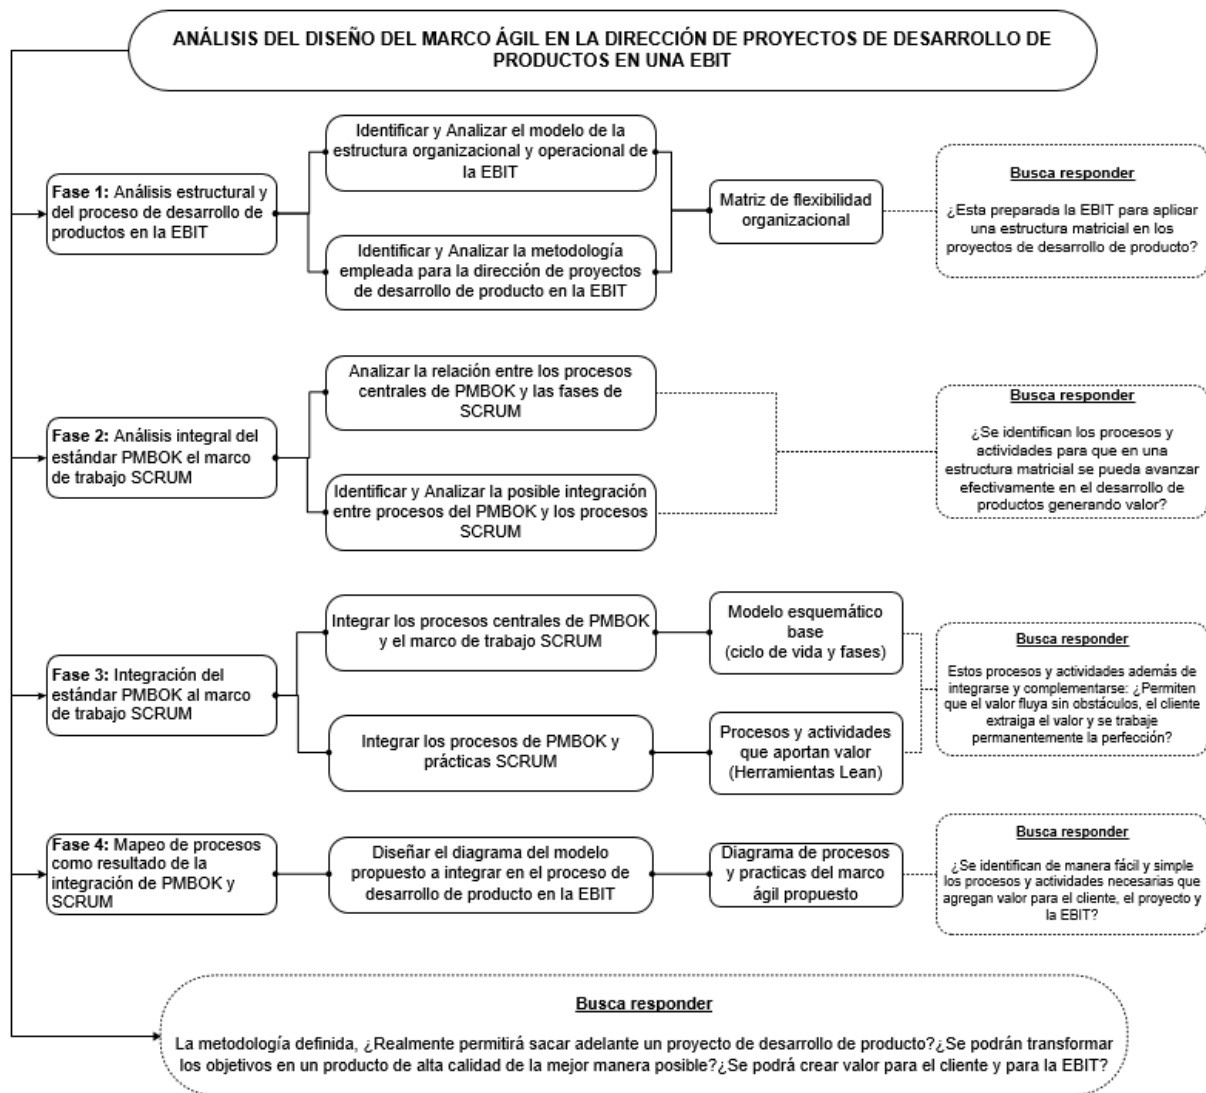 ANÁLISIS DEL DISEÑO DEL MARCO ÁGIL EN LA DIRECCIÓN DE PROYECTOS DE DESARROLLO DE
PRODUCTOS EN UNA EBIT
Fase 1: Análisis estructural y
del proceso de desarrollo de
productos en la EBIT
Identificar y Analizar el modelo de la
estructura organizacional y operacional de
la EBIT
Identificar y Analizar la metodología
empleada para la dirección de proyectos
de desarrollo de producto en la EBIT
Matriz de flexibilidad
organizacional
Busca responder
¿Esta preparada la EBIT para aplicar
una estructura matricial en los
proyectos de desarrollo de producto?
Fase 2: Análisis integral del
estándar PMBOK el marco
de trabajo SCRUM
Analizar la relación entre los procesos
centrales de PMBOK y las fases de
SCRUM
Identificar y Analizar la posible integración
entre procesos del PMBOK y los procesos
SCRUM
Busca responder
¿Se identifican los procesos y
actividades para que en una
estructura matricial se pueda avanzar
efectivamente en el desarrollo de
productos generando valor?
Fase 3: Integración del
estándar PMBOK al marco
de trabajo SCRUM
Integrar los procesos centrales de PMBOK
y el marco de trabajo SCRUM
Integrar los procesos de PMBOK y
prácticas SCRUM
Modelo esquemático
base
(ciclo de vida y fases)
Procesos y actividades
que aportan valor
(Herramientas Lean)
Busca responder
Estos procesos y actividades además de
integrarse y complementarse: ¿Permiten
que el valor fluya sin obstáculos, el cliente
extraiga el valor y se trabaje
permanentemente la perfección?
Fase 4: Mapeo de procesos
como resultado de la
integración de PMBOK y
SCRUM
Diseñar el diagrama del modelo
propuesto a integrar en el proceso de
desarrollo de producto en la EBIT
Diagrama de procesos
y practicas del marco
ágil propuesto
Busca responder
¿Se identifican de manera fácil y simple
los procesos y actividades necesarias que
agregan valor para el cliente, el proyecto y
la EBIT?
Busca responder
La metodología definida, ¿Realmente permitirá sacar adelante un proyecto de desarrollo de producto?¿Se podrán transformar
los objetivos en un producto de alta calidad de la mejor manera posible?¿Se podrá crear valor para el cliente y para la EBIT?